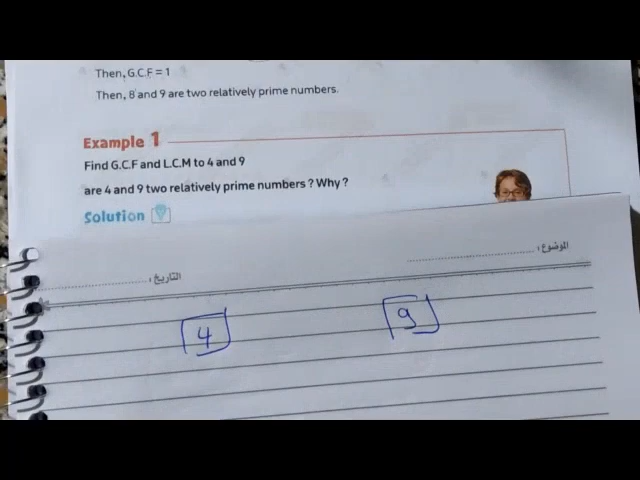 Then, G.C.F = 1
Then, 8 and 9 are two relatively prime numbers.
Example 1
Find G.C.F and L.C.M to 4 and 9
are 4 and 9 two relatively prime numbers ? Why ?
Solution
الموضوع :
التاريخ :
4 9